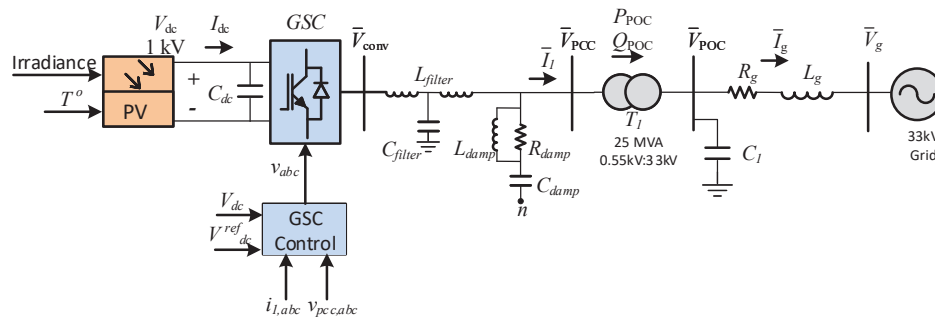 Irradiance
T^o
PV
V_dc
1 kV
I_dc
+
-
C_dc
GSC
v_abc
V_dc
V^ref_dc
GSC
Control
i_1,abc
v_pcc,abc
V̅_conv
L_filter
C_filter
L_damp
R_damp
C_damp
n
I̅_1
V̅_PCC
P_POC
Q_POC
T_1
25 MVA
0.55kV:33kV
V̅_POC
C_1
R_g
L_g
I̅_g
V̅_g
33kV
Grid